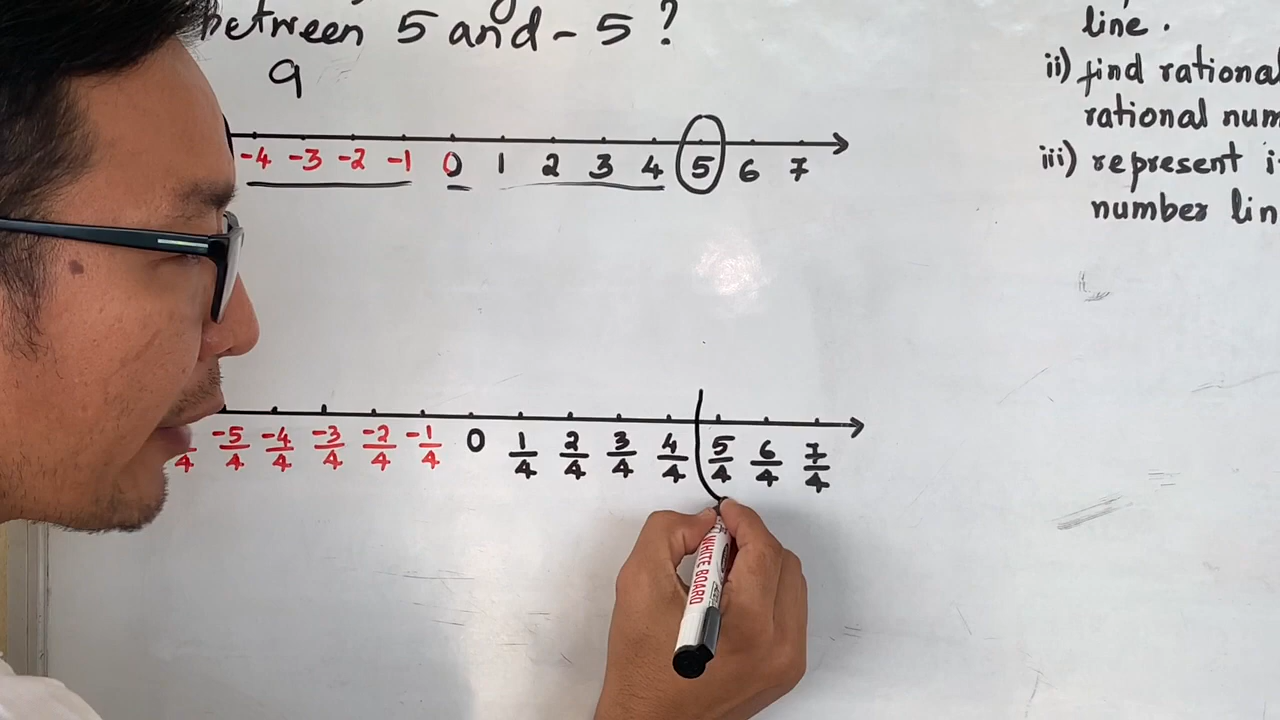 between 5 and - 5 ?
9
-4 -3 -2 -1 0 1 2 3 4 5 6 7
-5/4 -4/4 -3/4 -2/4 -1/4 0 1/4 2/4 3/4 4/4 5/4 6/4 7/4
line.
ii) find rational
rational num
iii) represent i
number lin
WHITE BOARD